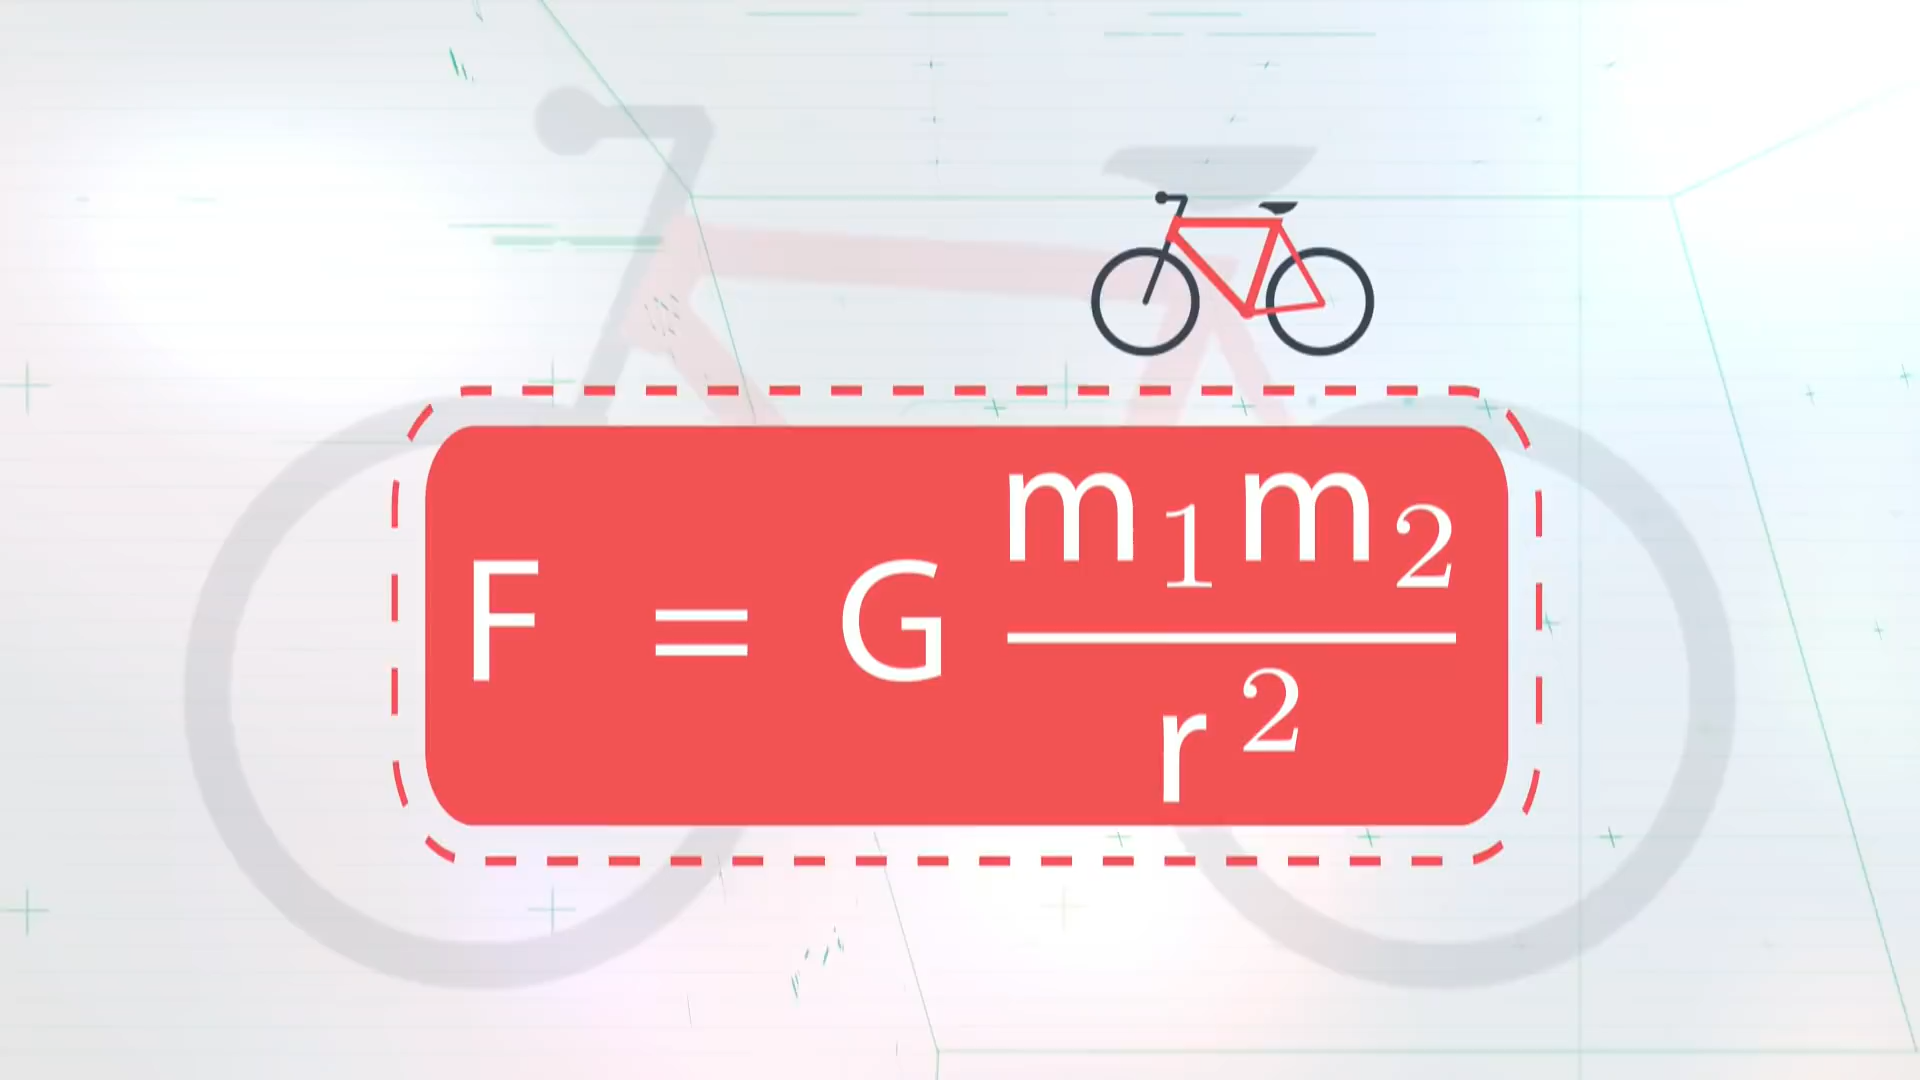 F = G m₁m₂ / r²